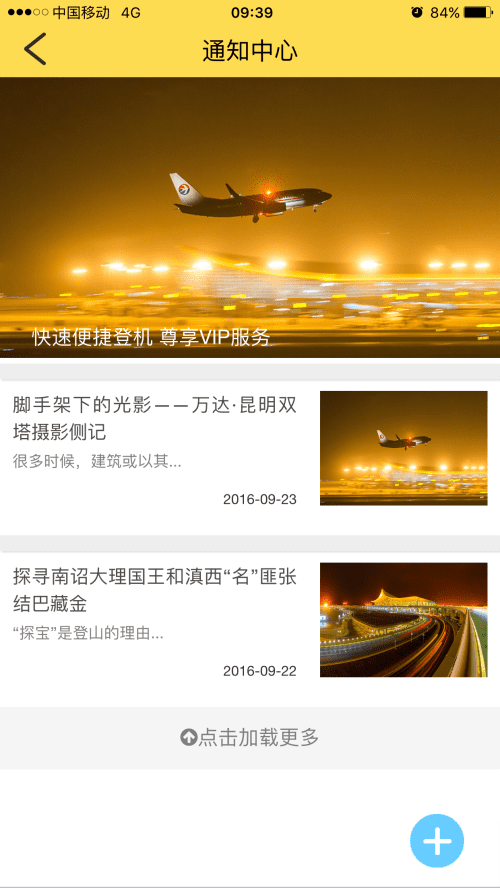 中国移动 4G 09:39 84%
通知中心
快速便捷登机 尊享VIP服务
脚手架下的光影——万达·昆明双
塔摄影侧记
很多时候，建筑或以其...
2016-09-23
探寻南诏大理国王和滇西“名”匪张
结巴藏金
“探宝”是登山的理由...
2016-09-22
点击加载更多